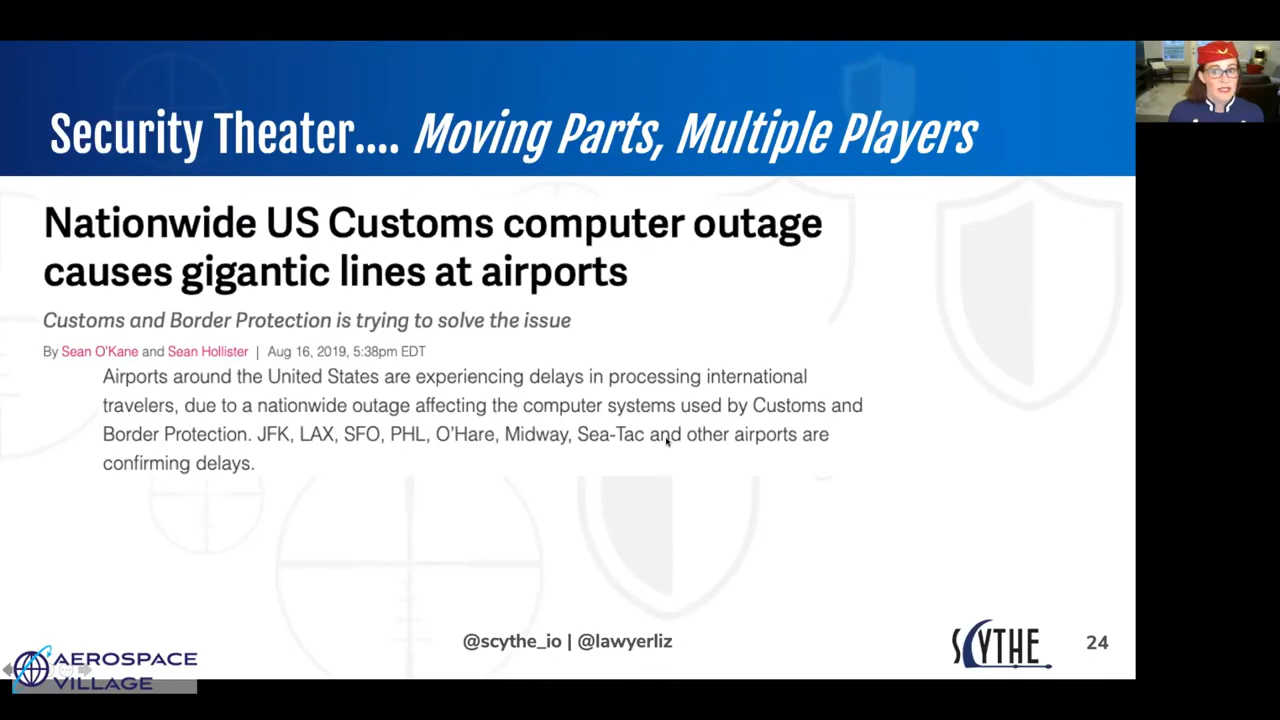 Security Theater.... Moving Parts, Multiple Players
Nationwide US Customs computer outage
causes gigantic lines at airports
Customs and Border Protection is trying to solve the issue
By Sean O'Kane and Sean Hollister | Aug 16, 2019, 5:38pm EDT
Airports around the United States are experiencing delays in processing international
travelers, due to a nationwide outage affecting the computer systems used by Customs and
Border Protection. JFK, LAX, SFO, PHL, O'Hare, Midway, Sea-Tac and other airports are
confirming delays.
@scythe_io | @lawyerliz
SCYTHE
24
AEROSPACE
VILLAGE